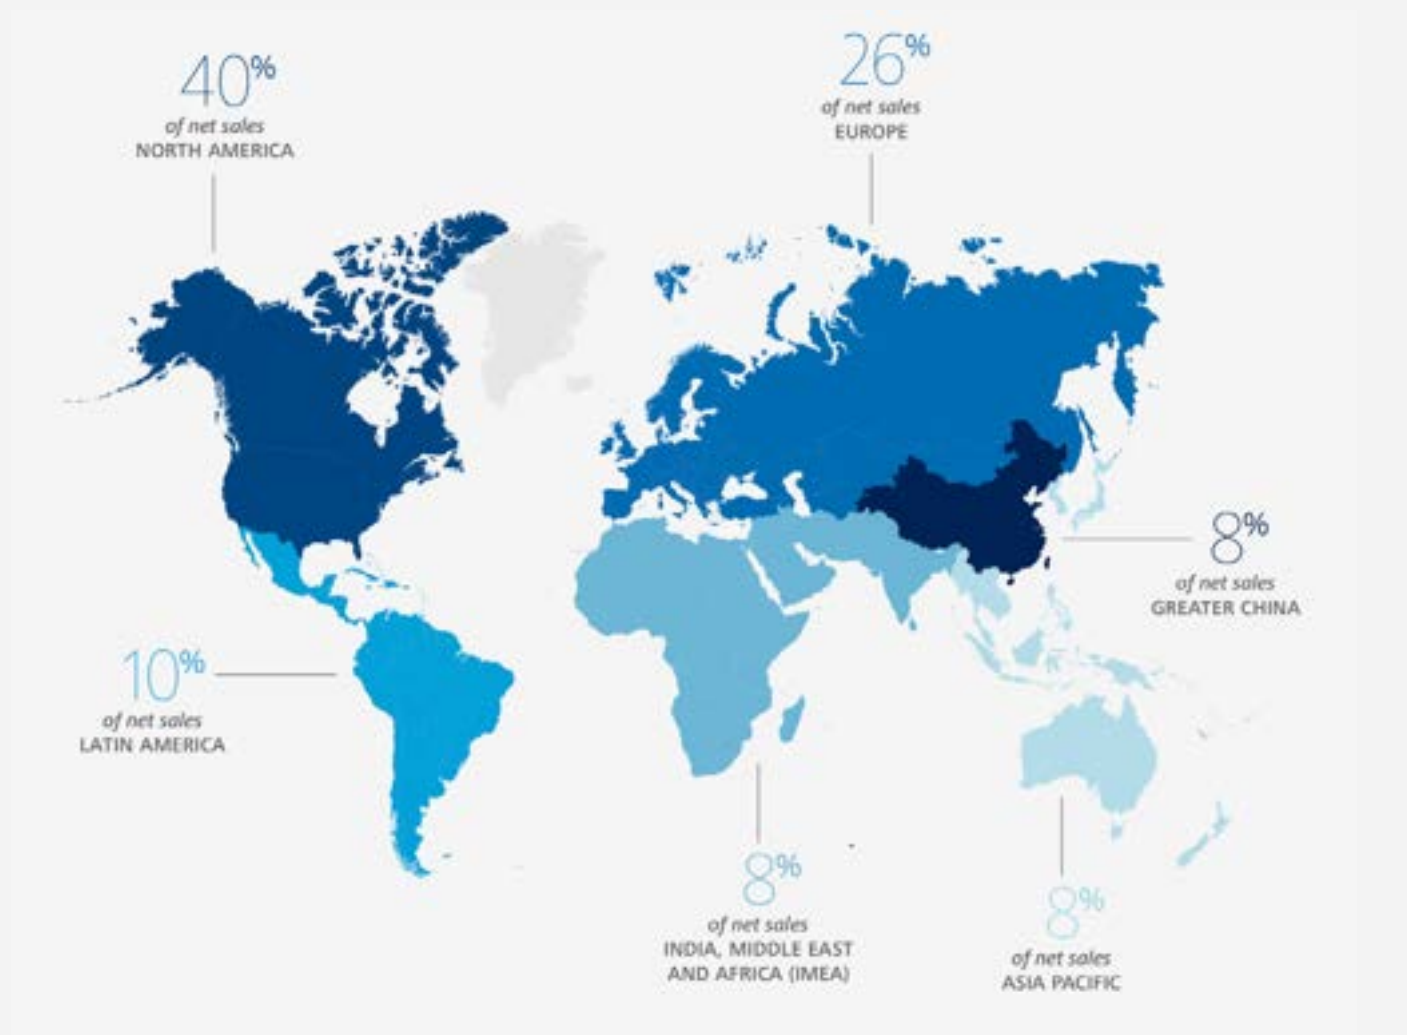 40%
of net sales
NORTH AMERICA
26%
of net sales
EUROPE
8%
of net sales
GREATER CHINA
10%
of net sales
LATIN AMERICA
8%
of net sales
INDIA, MIDDLE EAST
AND AFRICA (IMEA)
8%
of net sales
ASIA PACIFIC